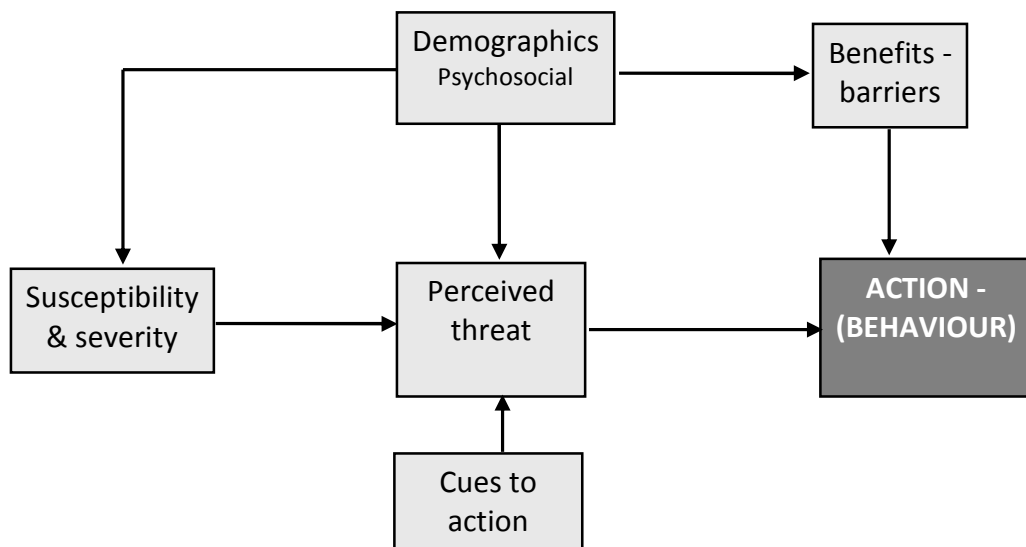 Demographics
Psychosocial
Benefits -
barriers
Susceptibility
& severity
Perceived
threat
ACTION -
(BEHAVIOUR)
Cues to
action